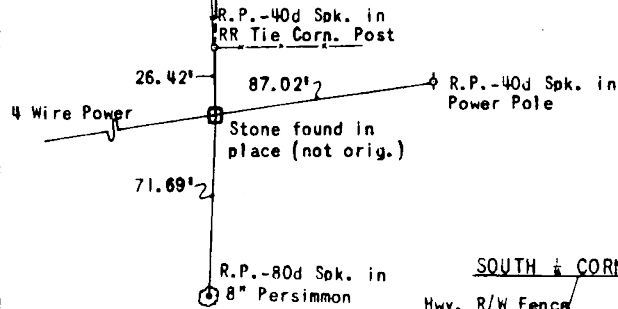 R.P.-40d Spk. in
RR Tie Corn. Post
26.42'
87.02'
R.P.-40d Spk. in
Power Pole
4 Wire Power
Stone found in
place (not orig.)
71.69'
R.P.-80d Spk. in
8" Persimmon
SOUTH ¼ CORN
Hwy. R/W Fence